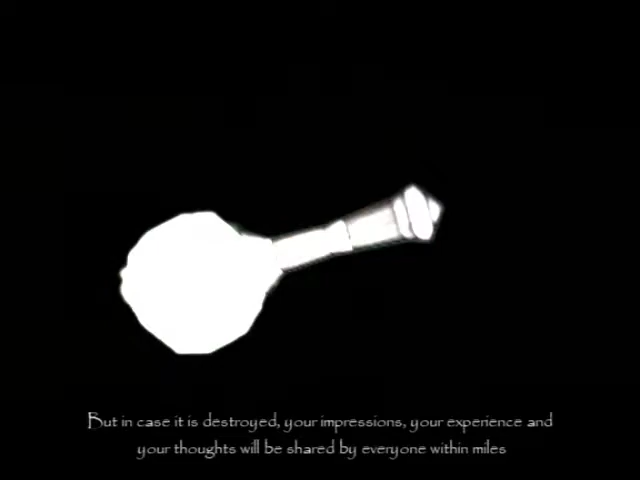 But in case it is destroyed, your impressions, your experience and
your thoughts will be shared by everyone within miles